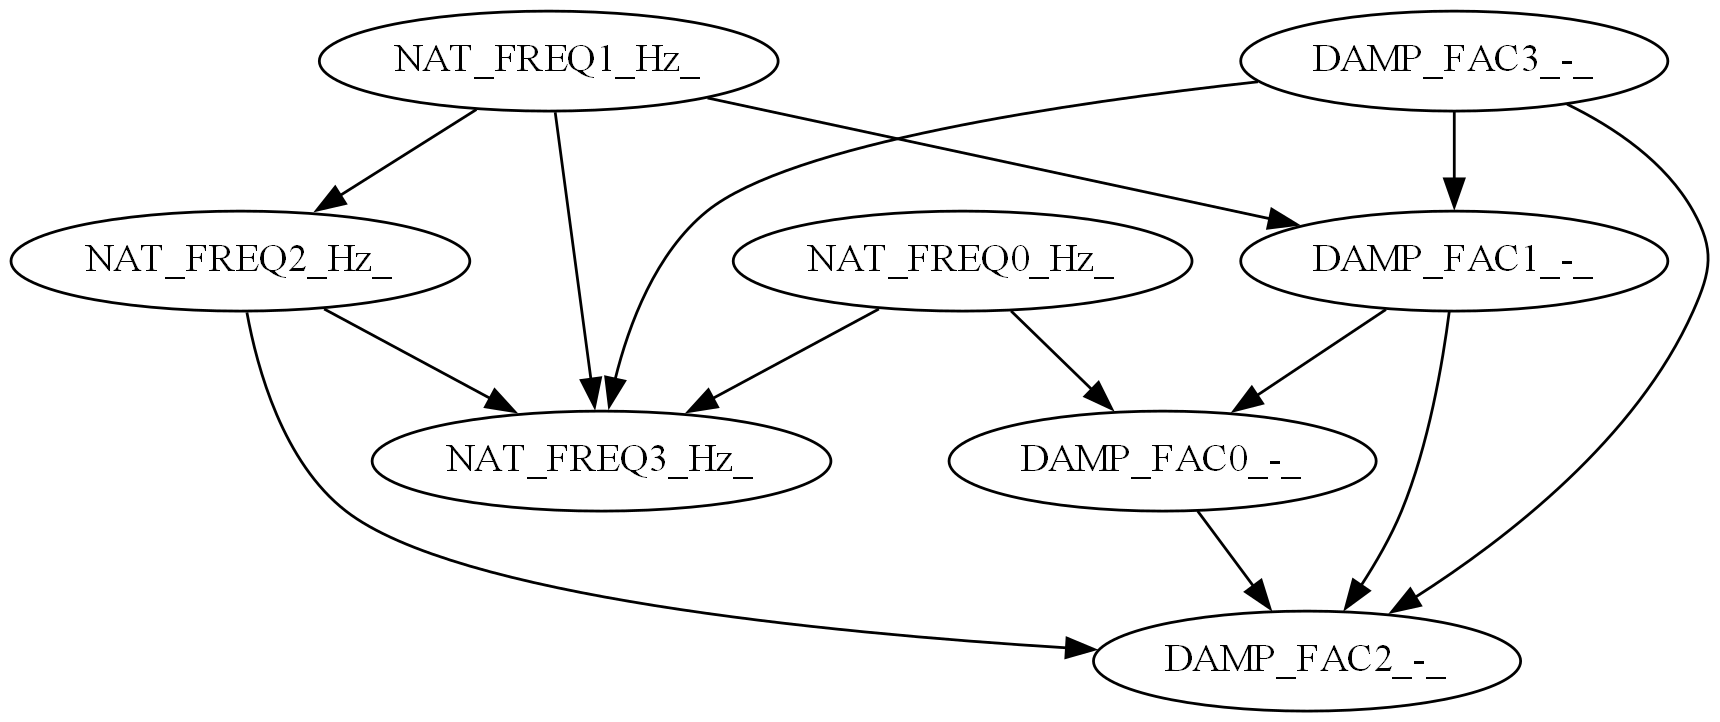 NAT_FREQ1_Hz_
DAMP_FAC3_-_
NAT_FREQ2_Hz_
NAT_FREQ0_Hz_
DAMP_FAC1_-_
NAT_FREQ3_Hz_
DAMP_FAC0_-_
DAMP_FAC2_-_